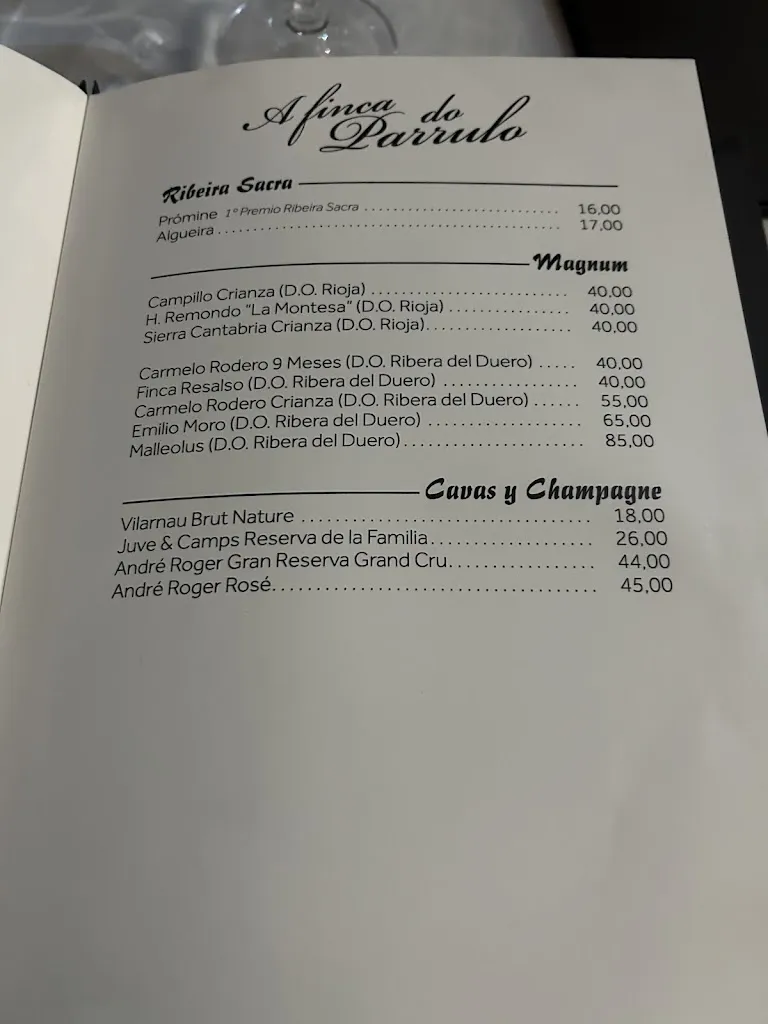 A finca do
Parrulo
Ribeira Sacra
Prómine 1º Premio Ribeira Sacra ........................... 16,00
Algueira ................................................ 17,00
Magnum
Campillo Crianza (D.O. Rioja) ........................... 40,00
H. Remondo "La Montesa" (D.O. Rioja) ................. 40,00
Sierra Cantabria Crianza (D.O. Rioja).................... 40,00
Carmelo Rodero 9 Meses (D.O. Ribera del Duero) ..... 40,00
Finca Resalso (D.O. Ribera del Duero) .................. 40,00
Carmelo Rodero Crianza (D.O. Ribera del Duero) ...... 55,00
Emilio Moro (D.O. Ribera del Duero) .................... 65,00
Malleolus (D.O. Ribera del Duero)........................ 85,00
Cavas y Champagne
Vilarnau Brut Nature .................................. 18,00
Juve & Camps Reserva de la Familia...................... 26,00
André Roger Gran Reserva Grand Cru................... 44,00
André Roger Rosé....................................... 45,00